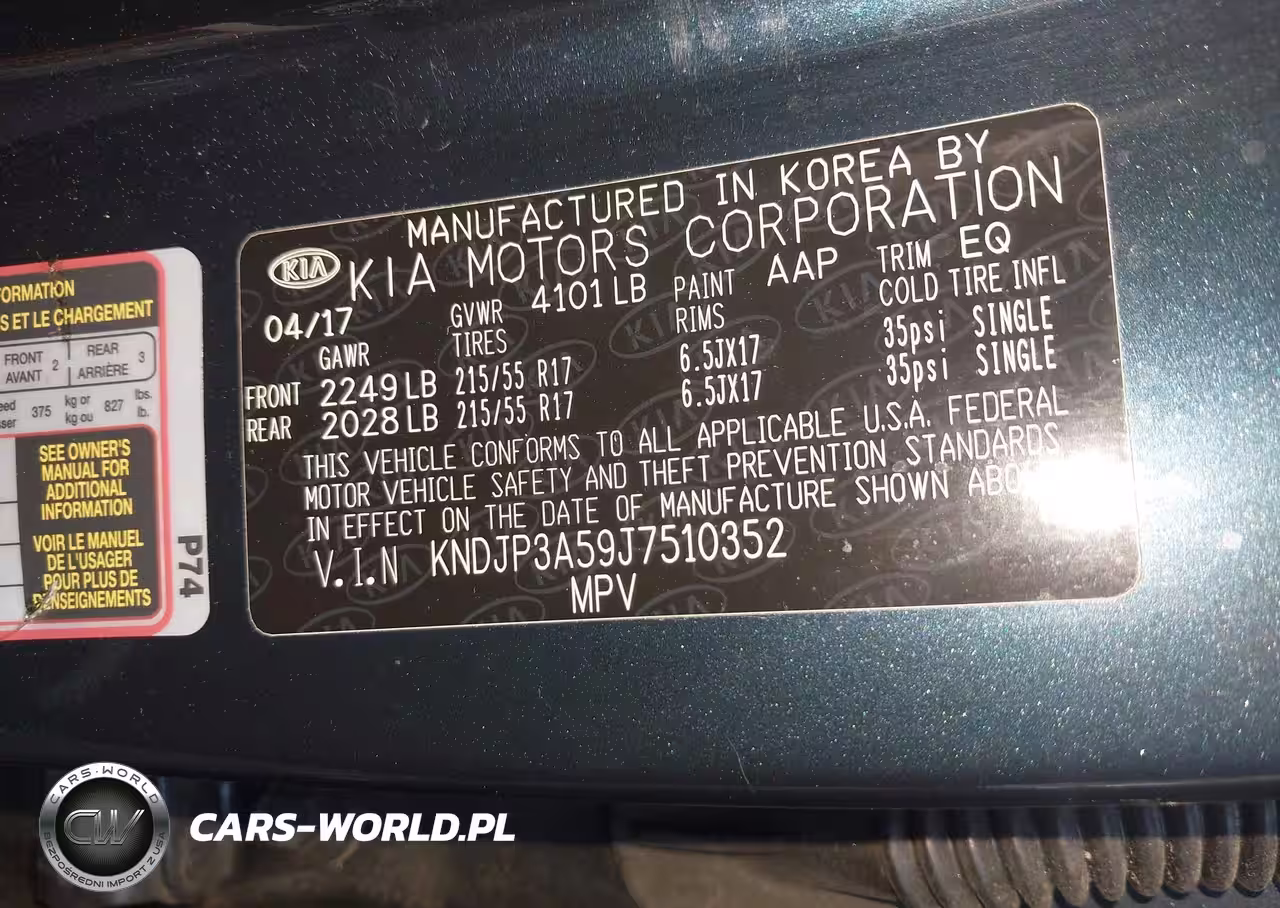 FORMATION
S ET LE CHARGEMENT
FRONT AVANT 2 REAR ARRIÈRE 3
375 kg or kg ou 827 lbs. lb.
SEE OWNER'S
MANUAL FOR
ADDITIONAL
INFORMATION
VOIR LE MANUEL
DE L'USAGER
POUR PLUS DE
RENSEIGNEMENTS
P74
MANUFACTURED IN KOREA BY
KIA KIA MOTORS CORPORATION
04/17 GVWR 4101 LB PAINT AAP TRIM EQ
GAWR TIRES RIMS COLD TIRE INFL
FRONT 2249 LB 215/55 R17 6.5JX17 35psi SINGLE
REAR 2028 LB 215/55 R17 6.5JX17 35psi SINGLE
THIS VEHICLE CONFORMS TO ALL APPLICABLE U.S.A. FEDERAL
MOTOR VEHICLE SAFETY AND THEFT PREVENTION STANDARDS
IN EFFECT ON THE DATE OF MANUFACTURE SHOWN
V.I.N KNDJP3A59J7510352
MPV
CARS-WORLD
CW
BEZPOŚREDNI IMPORT Z USA
CARS-WORLD.PL